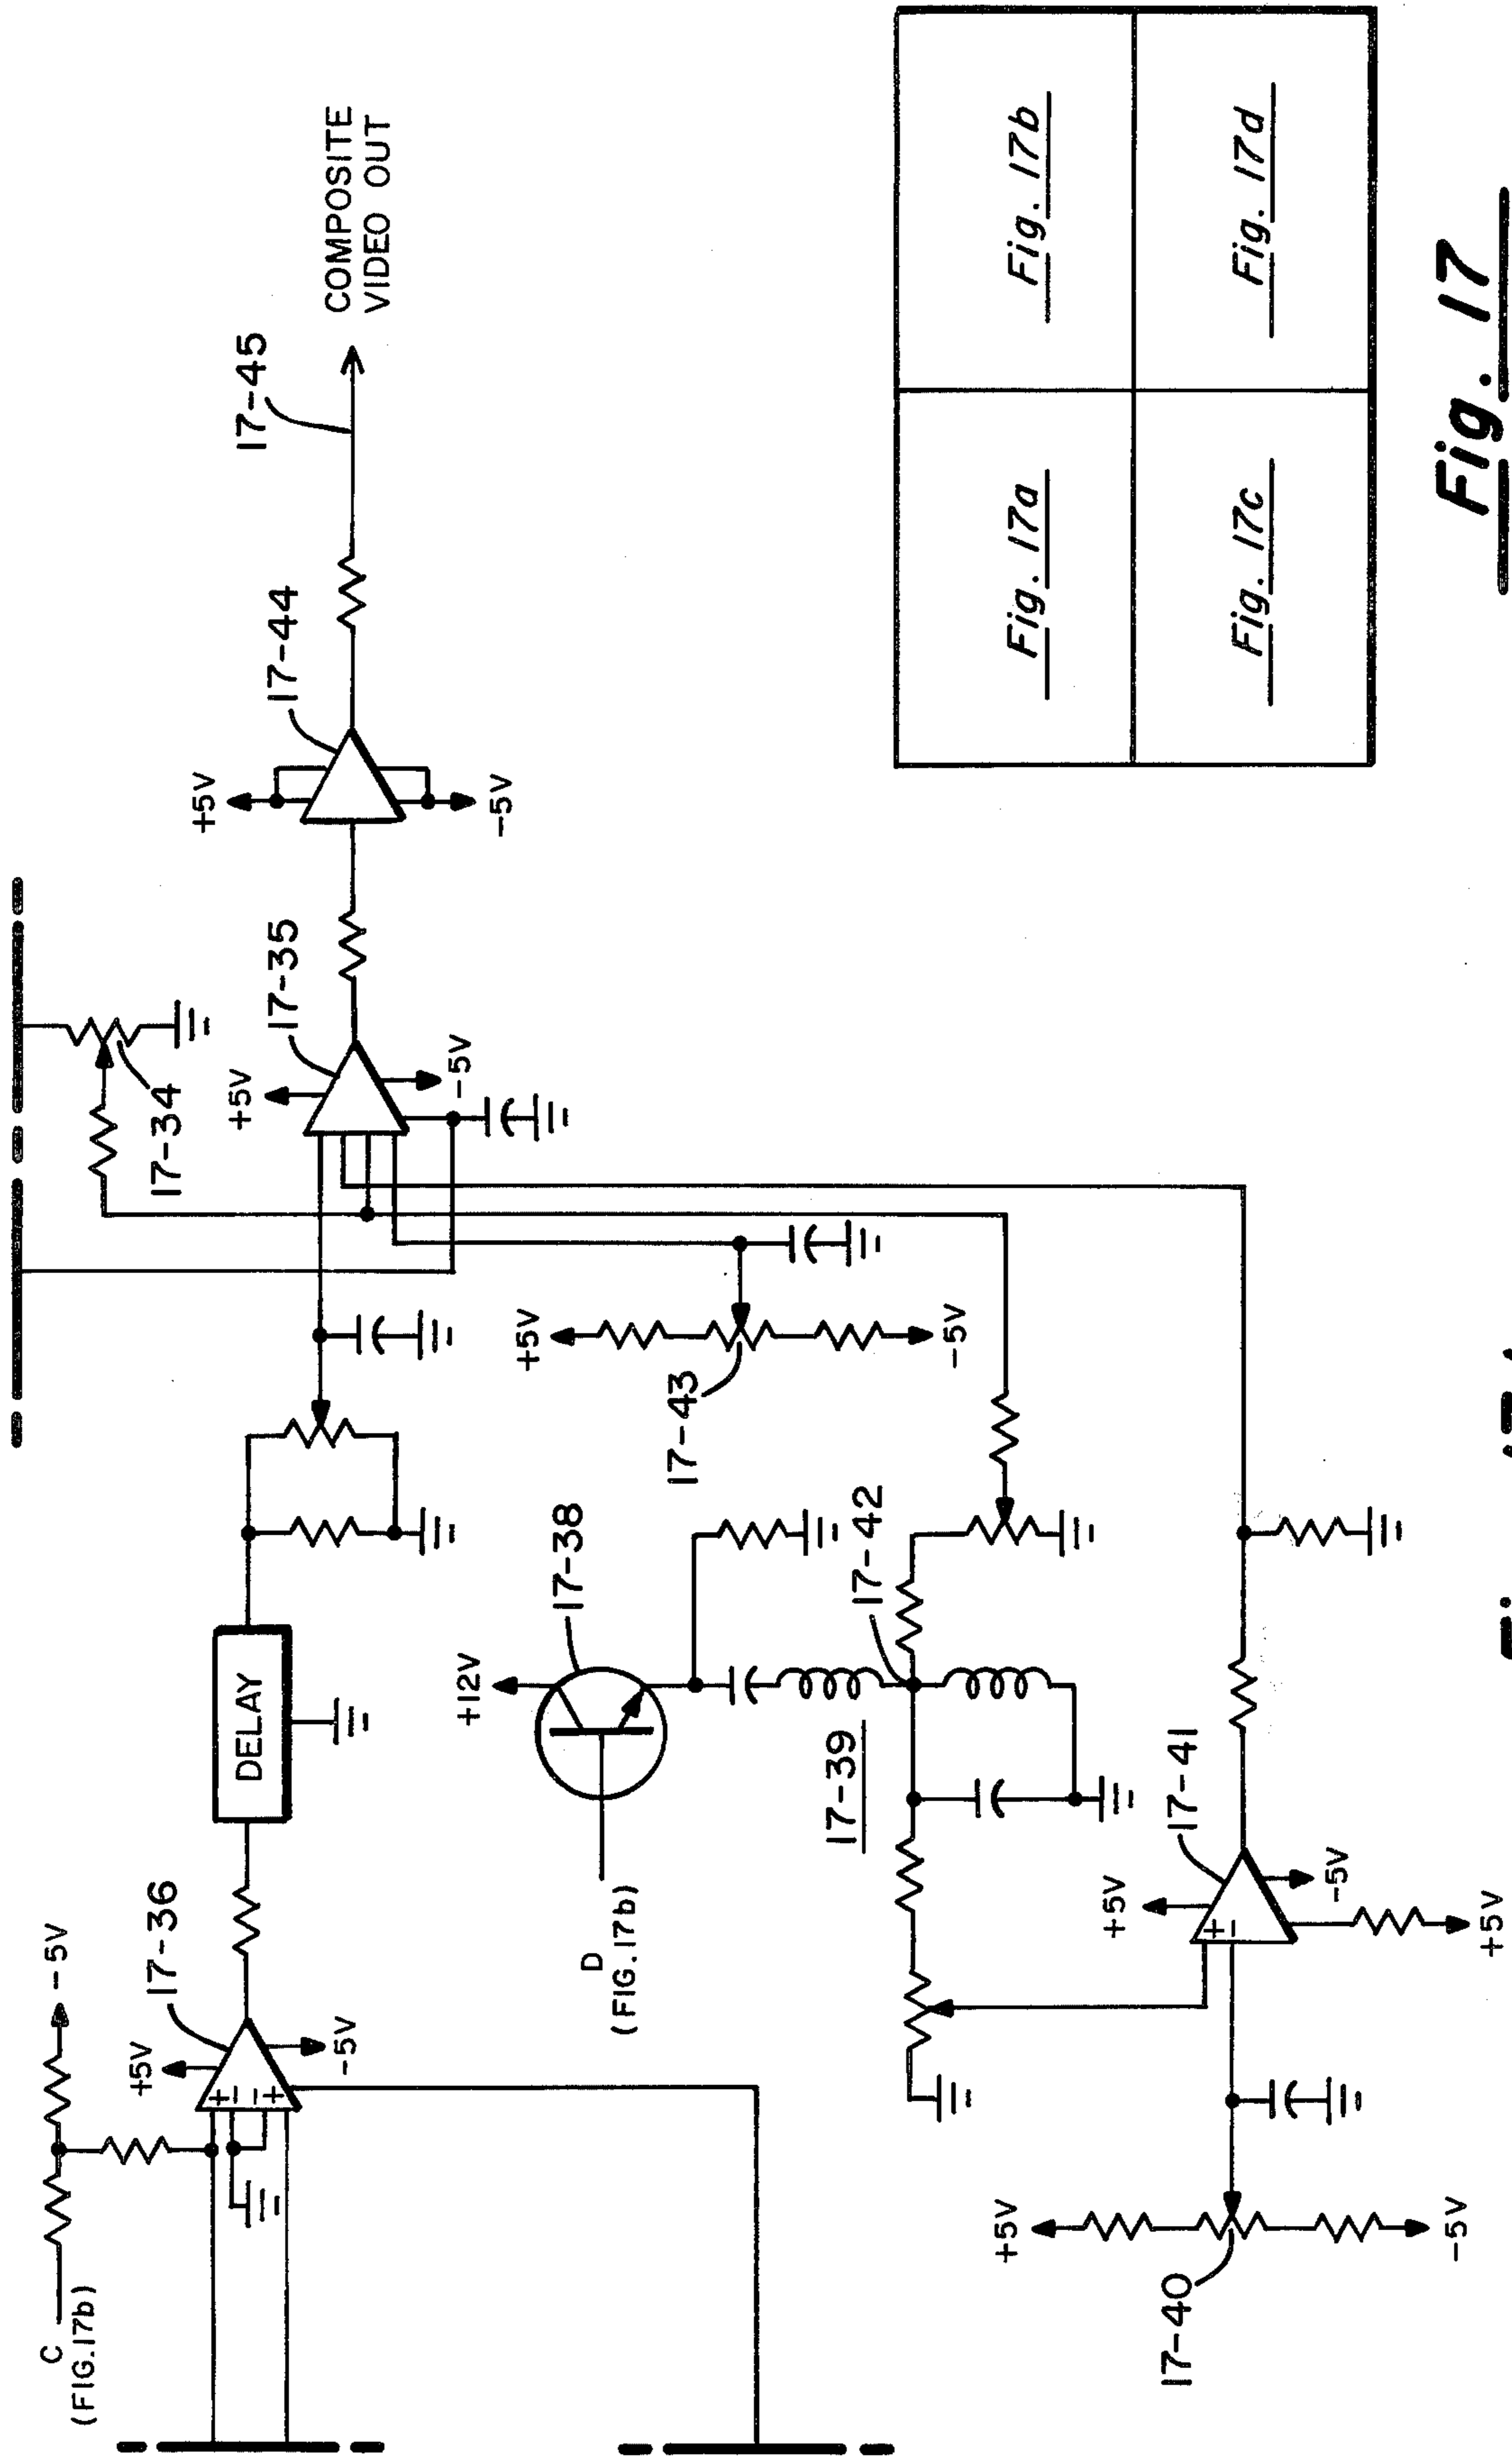 C
(FIG.17b)
-5V
+5V
17-36
+
-
-
+
-5V
DELAY
17-34
+5V
17-35
-5V
+5V
17-44
-5V
17-45
COMPOSITE
VIDEO OUT
D
(FIG.17b)
+12V
17-38
+5V
17-43
-5V
17-39
17-42
+5V
17-40
-5V
+5V
17-41
+
-
-5V
+5V
Fig. 17a
Fig. 17b
Fig. 17c
Fig. 17d
Fig. 17